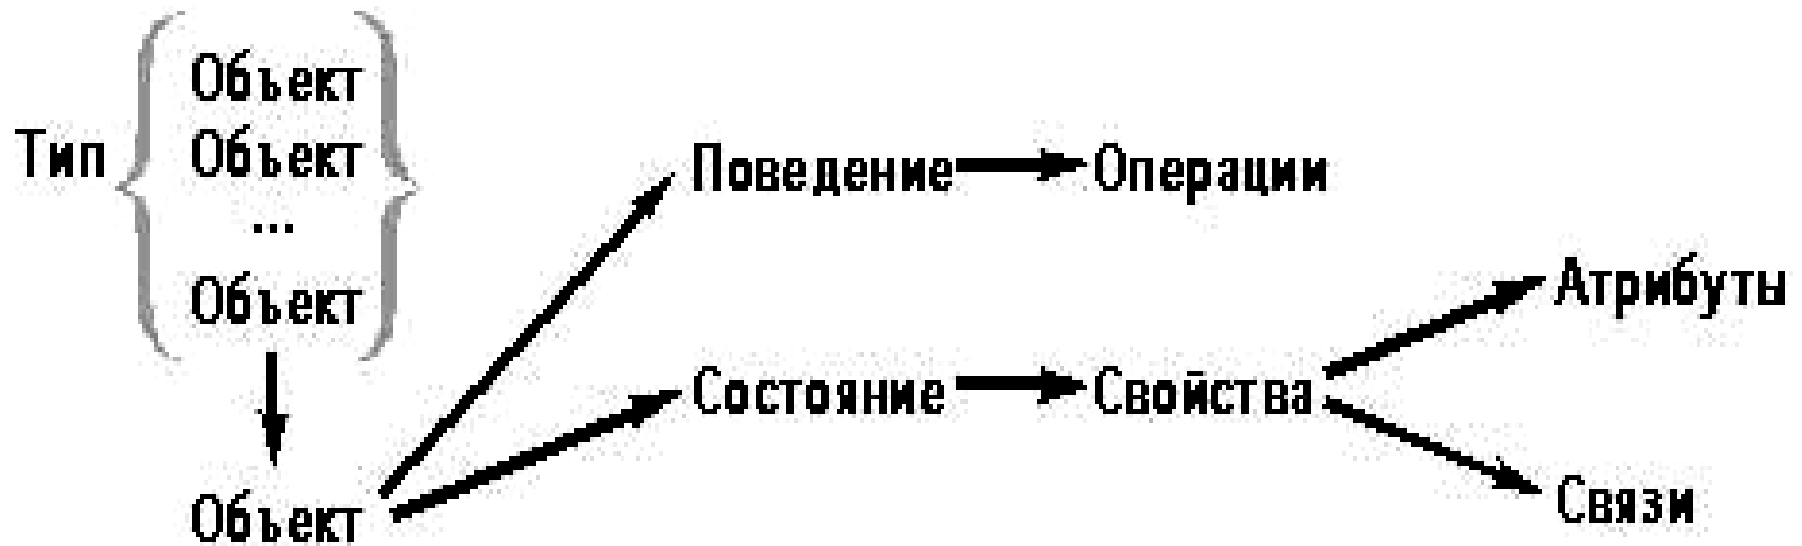 Объект
Тип
Объект
...
Объект
Объект
Поведение
Операции
Состояние
Свойства
Атрибуты
Связи